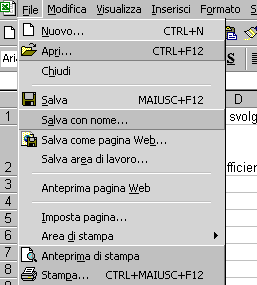 File Modifica Visualizza Inserisci Formato
Nuovo... CTRL+N
Apri... CTRL+F12
Chiudi
Salva MAIUSC+F12
Salva con nome...
Salva come pagina Web...
Salva area di lavoro...
Anteprima pagina Web
Imposta pagina...
Area di stampa
Anteprima di stampa
Stampa... CTRL+MAIUSC+F12
Ari
D
1 svolg
2 fficien
3
4
5
6
7
8
9